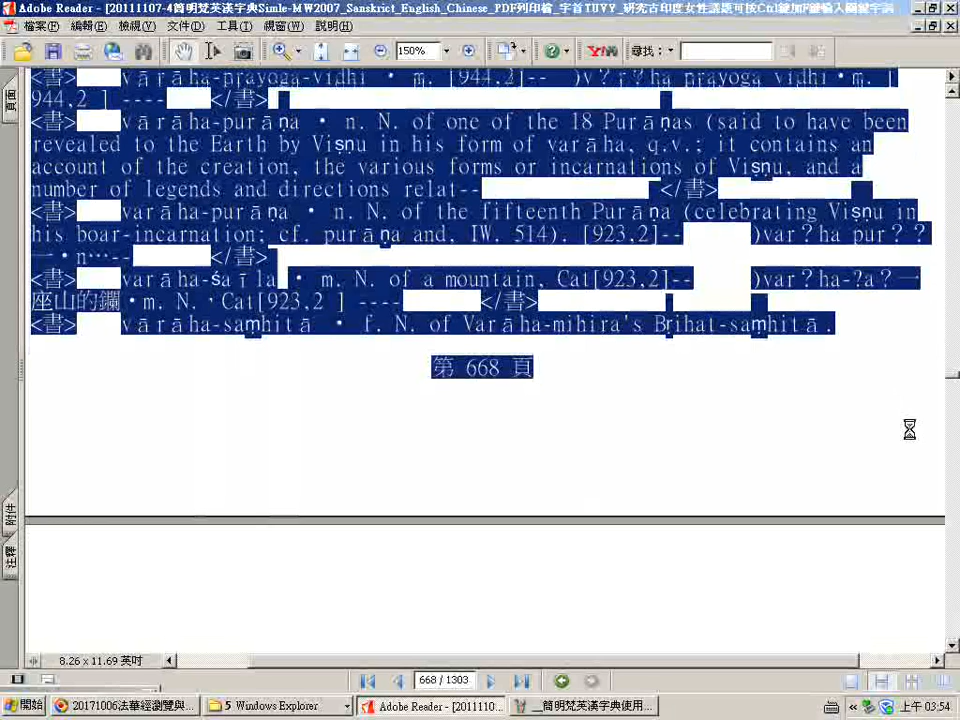 Adobe Reader - [20111107-4簡明梵英漢字典Simle-MW2007_Sanskrict_English_Chinese_PDF列印檔_字首TUVY_研究古印度女性議題可按Ctrl鍵加F鍵輸入關鍵字
檔案(F) 編輯(E) 檢視(V) 文件(D) 工具(T) 視窗(W) 說明(H)
150% Y! 尋找:
頁面
<書> vārāha-prayoga-vidhi ‧ m. [944,2]-- )v?r?ha prayoga vidhi‧m. [
944,2 ] ---- </書>
<書> vārāha-purāṇa ‧ n. N. of one of the 18 Purāṇas (said to have been
revealed to the Earth by Viṣṇu in his form of varāha, q.v.; it contains an
account of the creation, the various forms or incarnations of Viṣṇu, and a
number of legends and directions relat-- </書>
<書> varāha-purāṇa ‧ n. N. of the fifteenth Purāṇa (celebrating Viṣṇu in
his boar-incarnation; cf. purāṇa and, IW. 514). [923,2]-- )var?ha pur??
一‧n…-- </書>
<書> varāha-śaīla ‧ m. N. of a mountain, Cat[923,2]-- )var?ha-?a?一
座山的鑭‧m. N.‧Cat[923,2 ] ---- </書>
<書> vārāha-saṃhitā ‧ f. N. of Varāha-mihira's Bṛihat-saṃhitā.
第 668 頁
附件
注釋
8.26 x 11.69 英吋
668 / 1303
開始 20171006法華經瀏覽與... 5 Windows Explorer Adobe Reader - [2011110... __簡明梵英漢字典使用... 上午 03:54